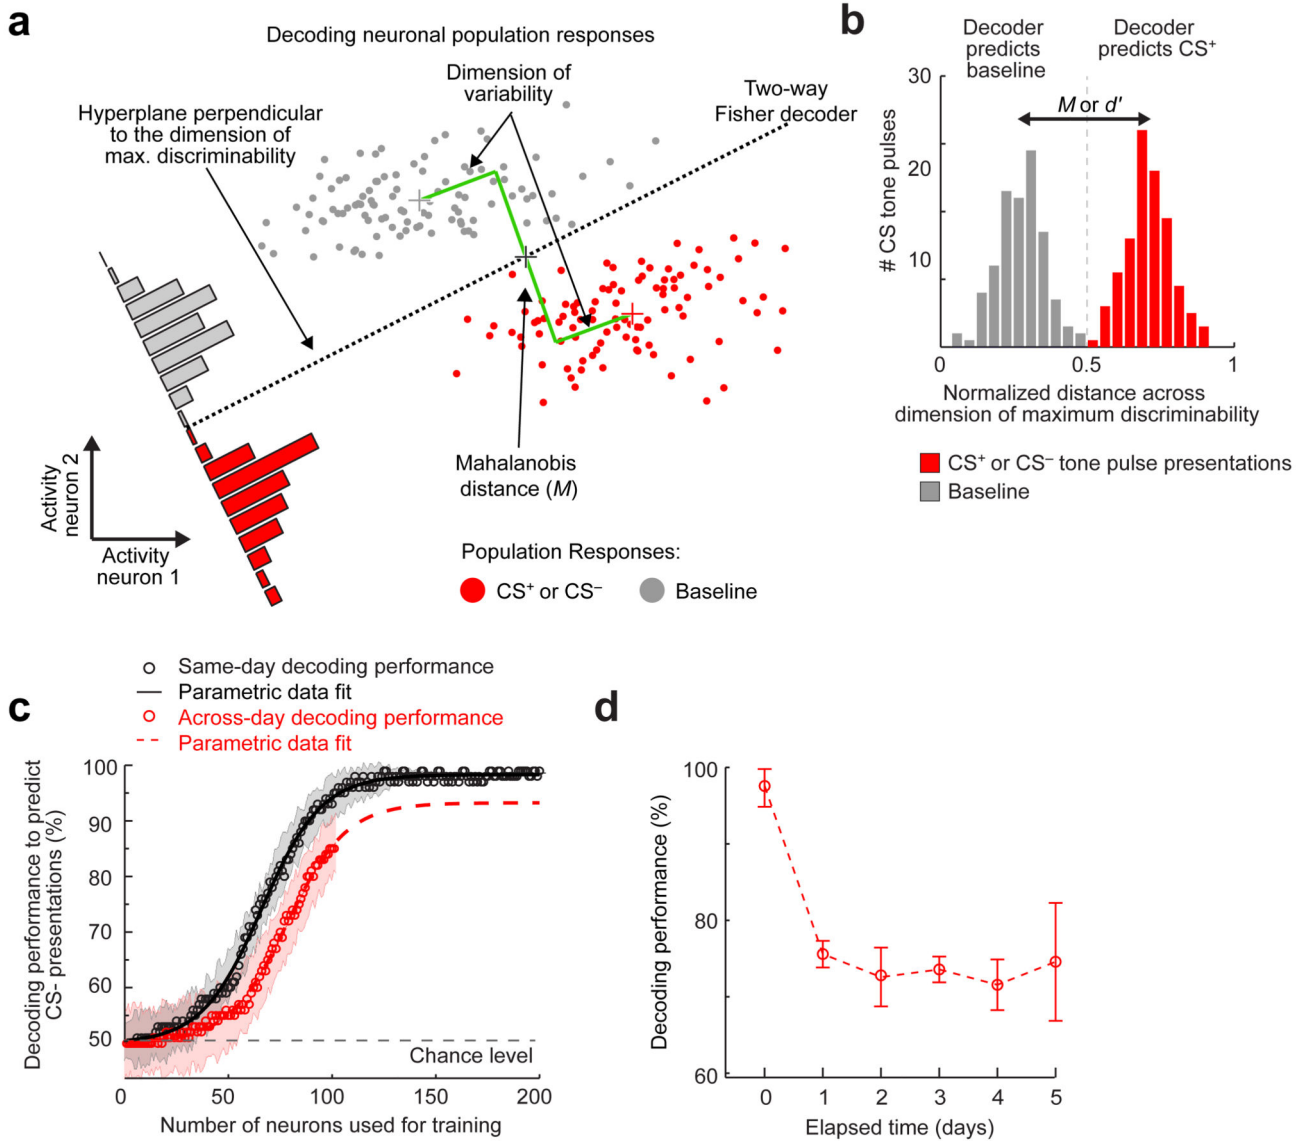 a
Decoding neuronal population responses
Dimension of
variability
Hyperplane perpendicular
to the dimension of
max. discriminability
Two-way
Fisher decoder
Mahalanobis
distance (M)
Activity
neuron 2
Activity
neuron 1
Population Responses:
CS⁺ or CS⁻
Baseline
b
Decoder
predicts
baseline
Decoder
predicts CS⁺
M or d'
# CS tone pulses
30
20
10
0
0.5
1
Normalized distance across
dimension of maximum discriminability
CS⁺ or CS⁻ tone pulse presentations
Baseline
c
Same-day decoding performance
Parametric data fit
Across-day decoding performance
Parametric data fit
Decoding performance to predict
CS- presentations (%)
100
90
80
70
60
50
Chance level
0
50
100
150
200
Number of neurons used for training
d
Decoding performance (%)
100
80
60
0
1
2
3
4
5
Elapsed time (days)